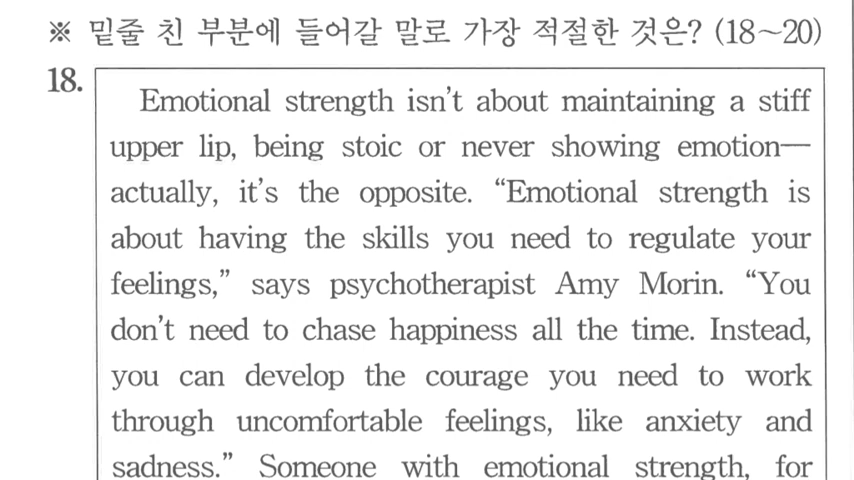 ※ 밑줄 친 부분에 들어갈 말로 가장 적절한 것은? (18~20)
18.
Emotional strength isn’t about maintaining a stiff
upper lip, being stoic or never showing emotion—
actually, it’s the opposite. “Emotional strength is
about having the skills you need to regulate your
feelings,” says psychotherapist Amy Morin. “You
don’t need to chase happiness all the time. Instead,
you can develop the courage you need to work
through uncomfortable feelings, like anxiety and
sadness.” Someone with emotional strength, for